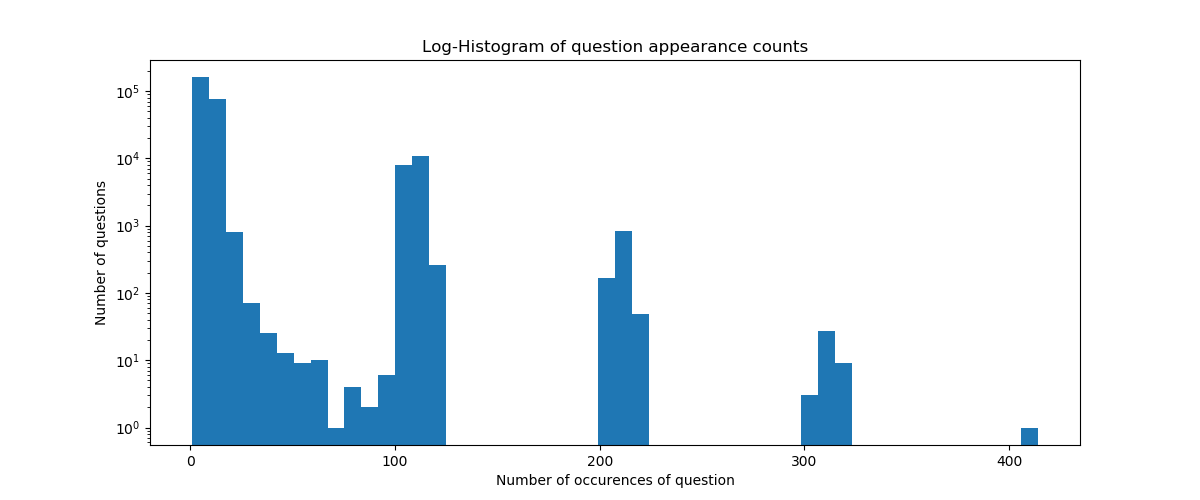 Log-Histogram of question appearance counts
Number of questions
10⁵
10⁴
10³
10²
10¹
10⁰
0 100 200 300 400
Number of occurences of question